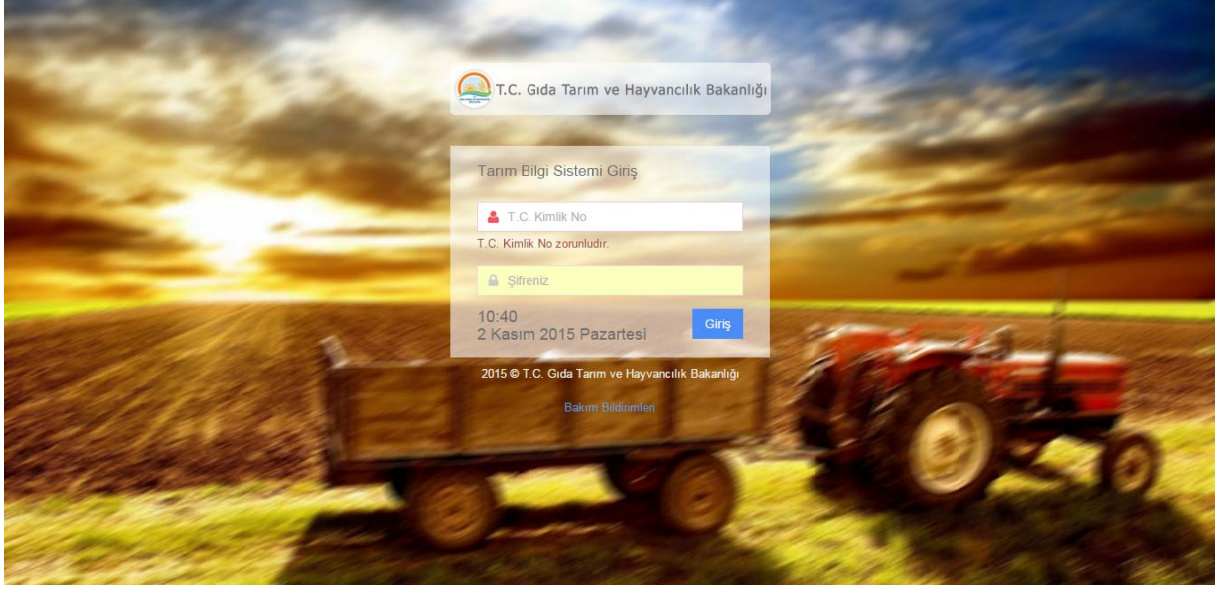 T.C. Gıda Tarım ve Hayvancılık Bakanlığı
Tarım Bilgi Sistemi Giriş
T.C. Kimlik No
T.C. Kimlik No zorunludır.
Şifreniz
10:40
2 Kasım 2015 Pazartesi
Giriş
2015 © T.C. Gıda Tarım ve Hayvancılık Bakanlığı
Bakım Bildirimleri